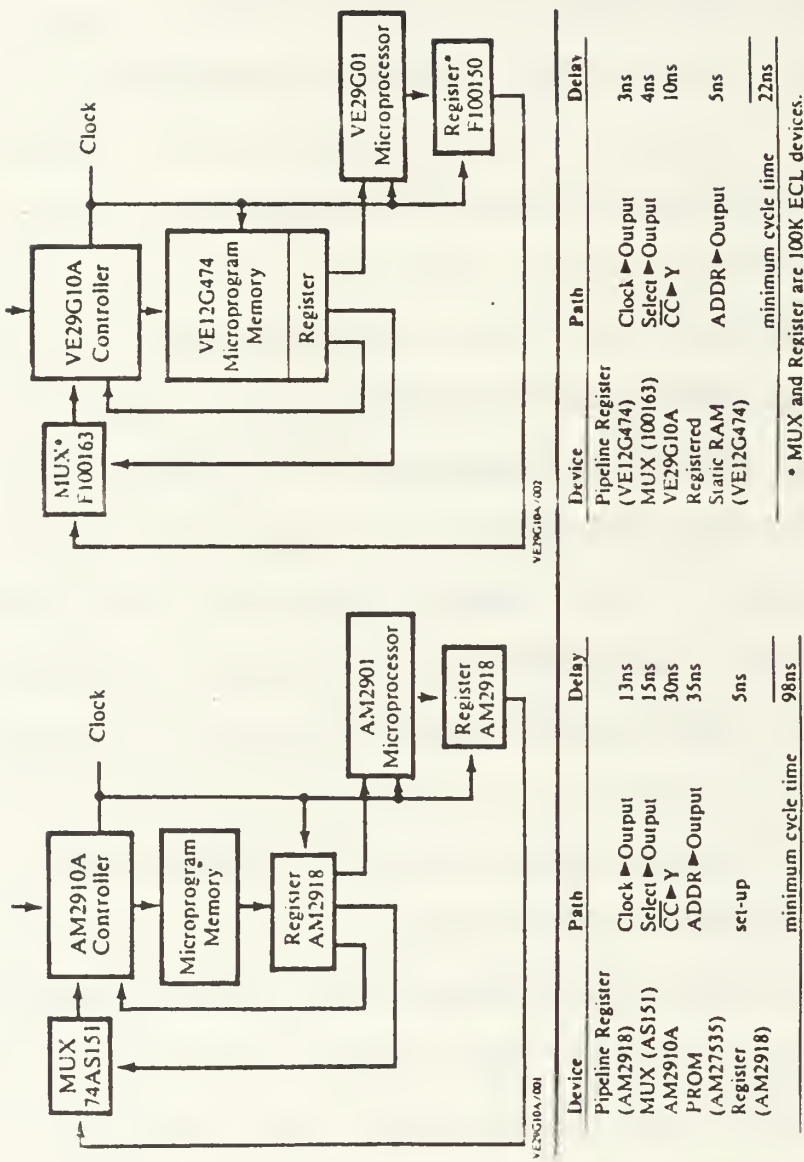 AM2910A
Controller
Clock
MUX
74AS151
Microprogram
Memory*
Register
AM2918
AM2901
Microprocessor
Register
AM2918
VE29G10A/001
Device Path Delay
Pipeline Register
(AM2918) Clock ►Output 13ns
MUX (AS151) Select ►Output 15ns
AM2910A C̅C̅►Y 30ns
PROM ADDR ►Output 35ns
(AM27535)
Register set-up 5ns
(AM2918)
minimum cycle time 98ns
VE29G10A
Controller
Clock
MUX*
F100163
VE12G474
Microprogram
Memory
Register
VE29G01
Microprocessor
Register*
F100150
VE29G10A/002
Device Path Delay
Pipeline Register
(VE12G474) Clock ►Output 3ns
MUX (100163) Select ►Output 4ns
VE29G10A C̅C̅►Y 10ns
Registered
Static RAM ADDR ►Output 5ns
(VE12G474)
minimum cycle time 22ns
* MUX and Register are 100K ECL devices.